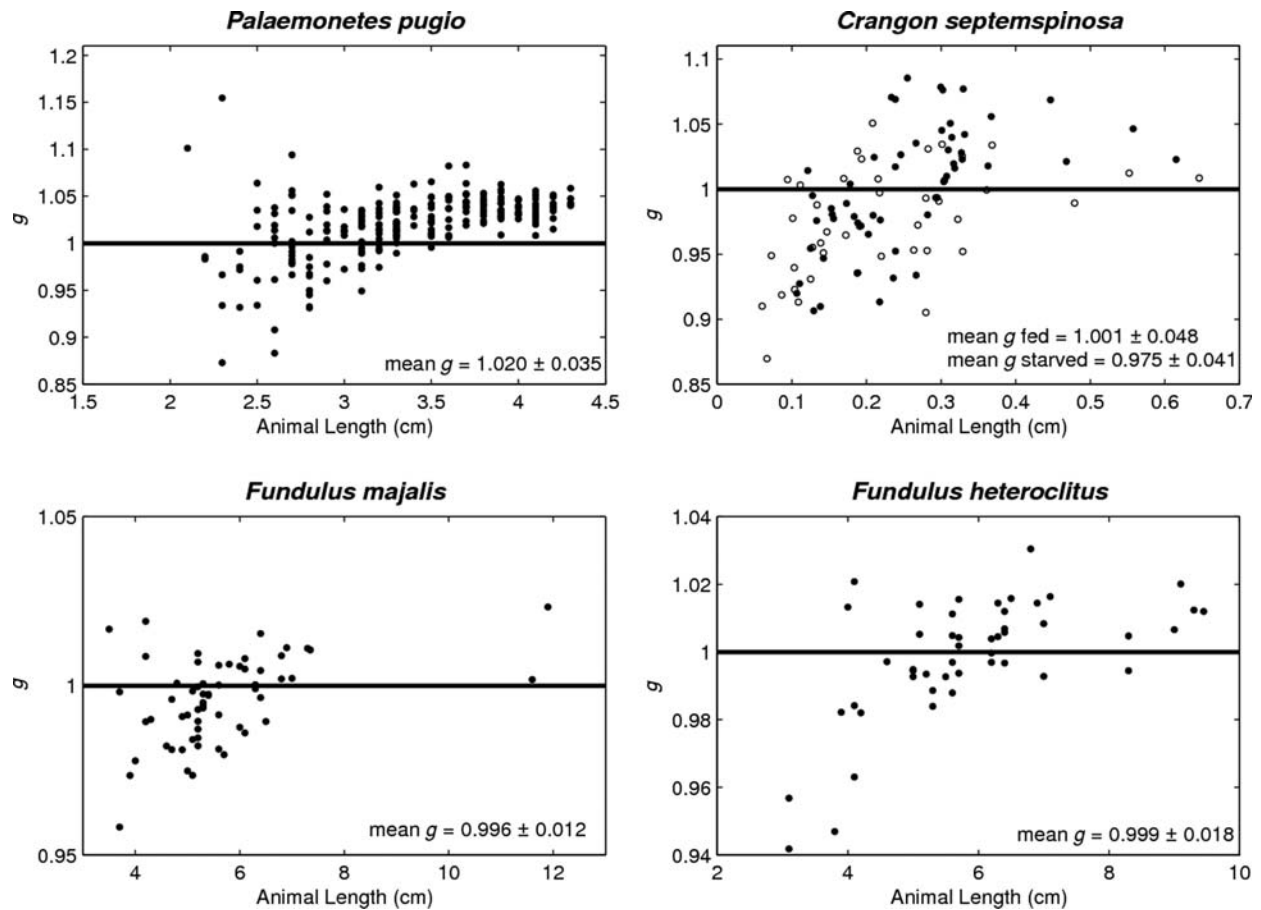 Palaemonetes pugio
1.2
1.15
1.1
1.05
1
0.95
0.9
0.85
g
1.5 2 2.5 3 3.5 4 4.5
Animal Length (cm)
mean g = 1.020 ± 0.035
Crangon septemspinosa
1.1
1.05
1
0.95
0.9
0.85
g
0 0.1 0.2 0.3 0.4 0.5 0.6 0.7
Animal Length (cm)
mean g fed = 1.001 ± 0.048
mean g starved = 0.975 ± 0.041
Fundulus majalis
1.05
1
0.95
g
4 6 8 10 12
Animal Length (cm)
mean g = 0.996 ± 0.012
Fundulus heteroclitus
1.04
1.02
1
0.98
0.96
0.94
g
2 4 6 8 10
Animal Length (cm)
mean g = 0.999 ± 0.018